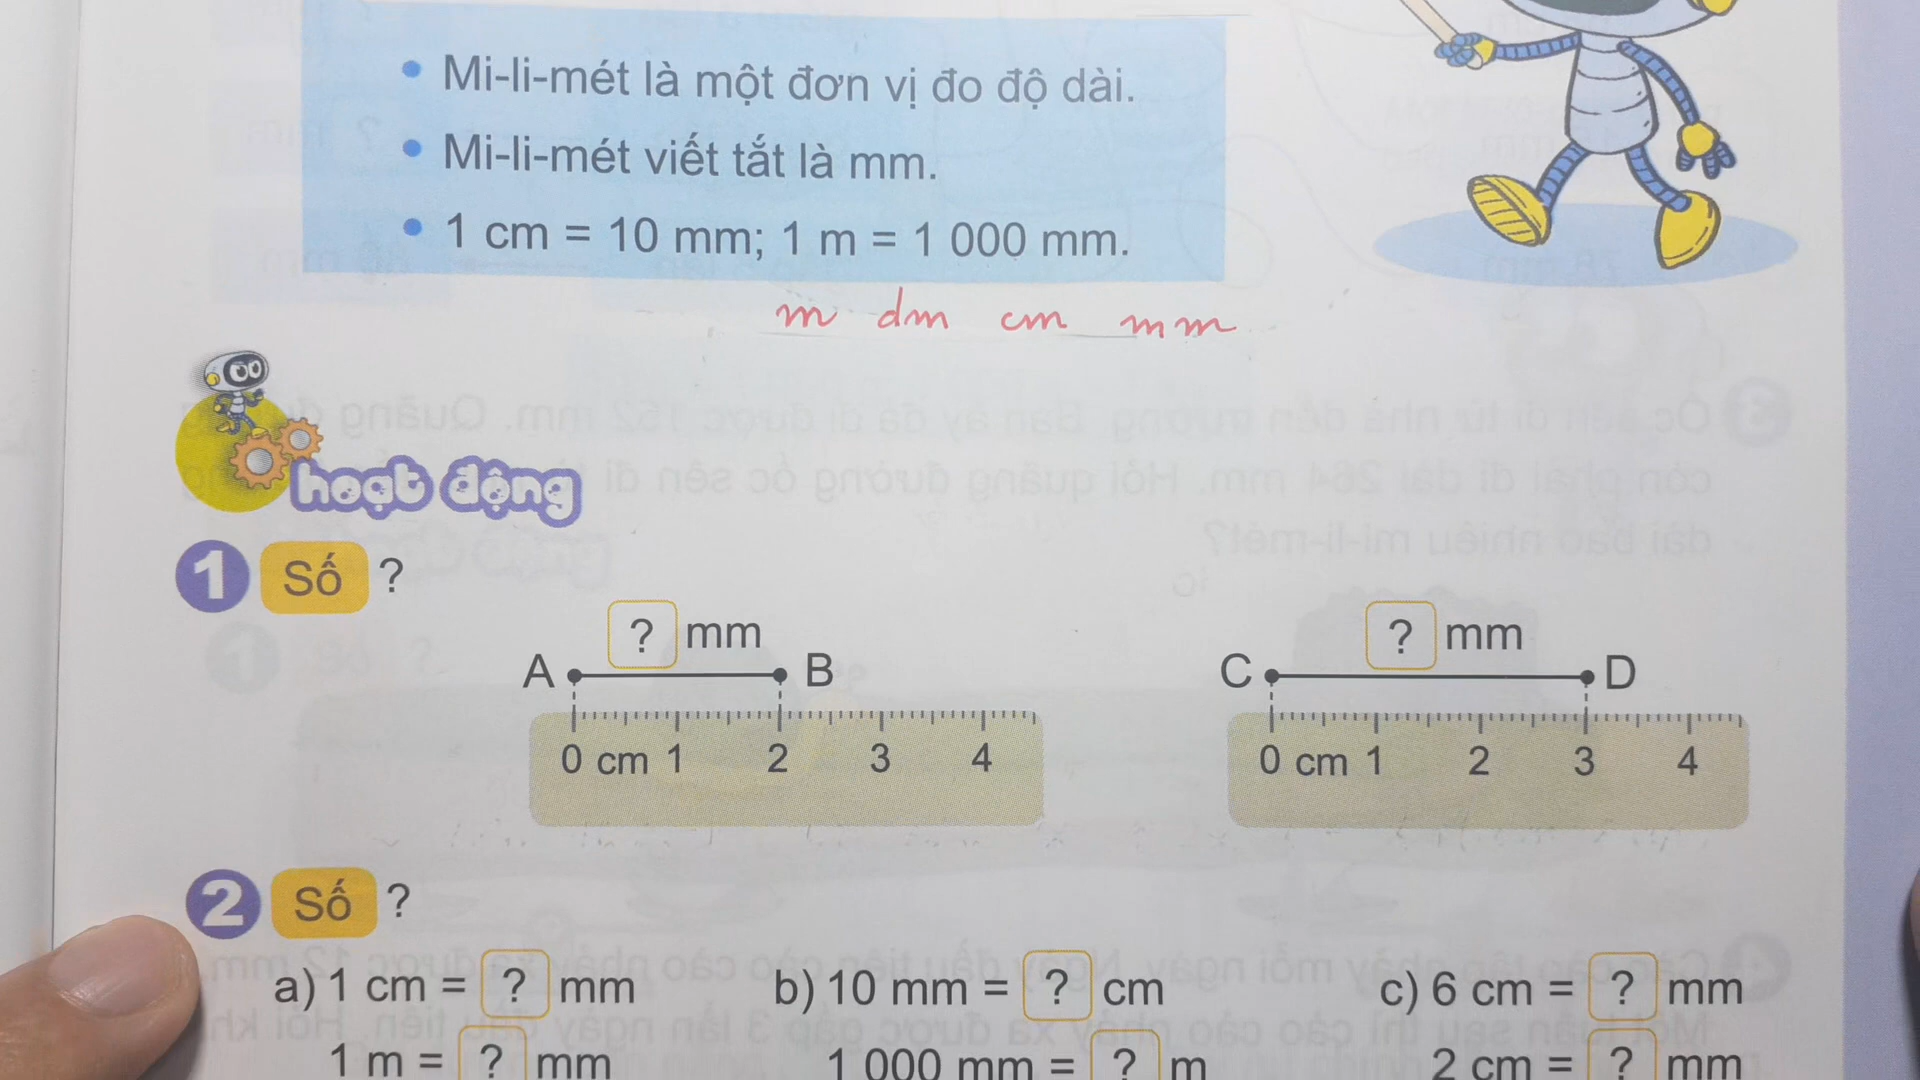 • Mi-li-mét là một đơn vị đo độ dài.
• Mi-li-mét viết tắt là mm.
• 1 cm = 10 mm; 1 m = 1 000 mm.
m dm cm mm
hoạt động
1 Số ?
? mm ? mm
A B C D
0 cm 1 2 3 4 0 cm 1 2 3 4
2 Số ?
a) 1 cm = ? mm b) 10 mm = ? cm c) 6 cm = ? mm
1 m = ? mm 1 000 mm = ? m 2 cm = ? mm